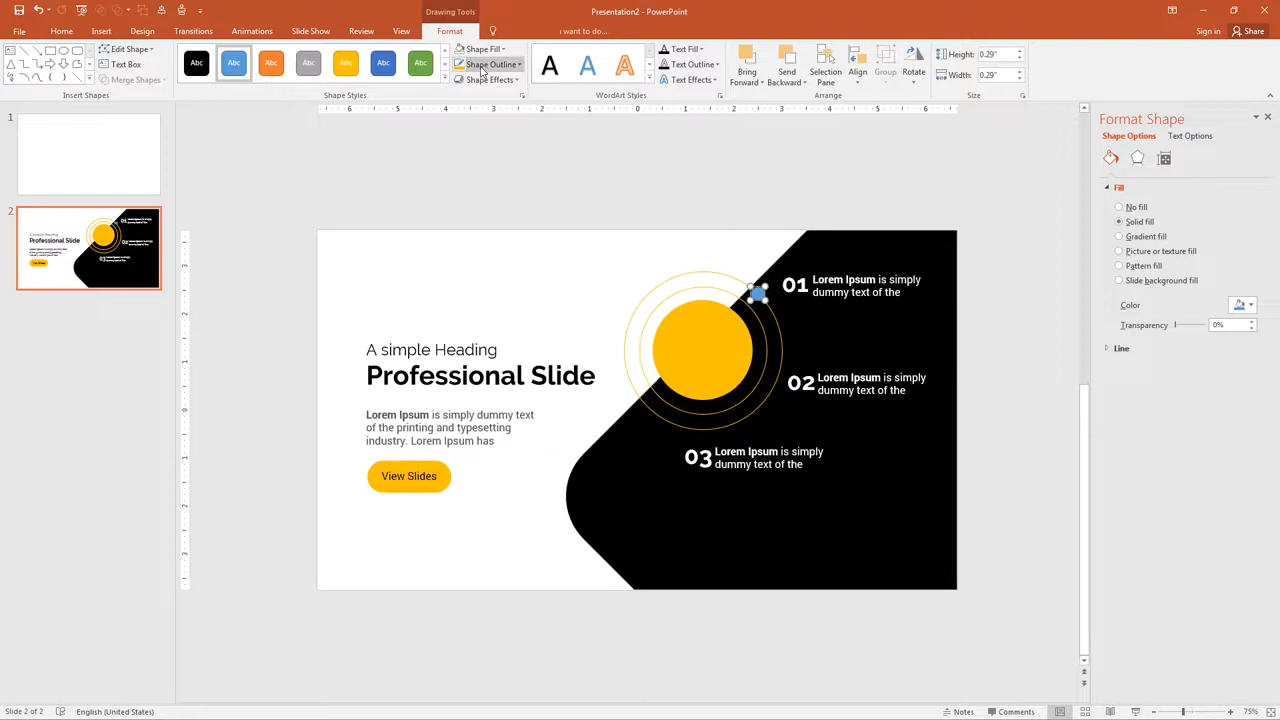 Drawing Tools
Presentation2 - PowerPoint
File
Home
Insert
Design
Transitions
Animations
Slide Show
Review
View
Format
I want to do...
Sign in
Share
Edit Shape
Text Box
Merge Shapes
Insert Shapes
Abc
Abc
Abc
Abc
Abc
Abc
Abc
Shape Styles
Shape Fill
Shape Outline
Shape Effects
A
A
A
WordArt Styles
Text Fill
Text Outline
Text Effects
Bring
Forward
Send
Backward
Selection
Pane
Align
Group
Rotate
Arrange
Height: 0.29"
Width: 0.29"
Size
1
2
A simple Heading
Professional Slide
Lorem Ipsum is simply dummy text
of the printing and typesetting
industry. Lorem Ipsum has
View Slides
01
Lorem Ipsum is simply
dummy text of the
02
Lorem Ipsum is simply
dummy text of the
03
Lorem Ipsum is simply
dummy text of the
Format Shape
Shape Options
Text Options
Fill
No fill
Solid fill
Gradient fill
Picture or texture fill
Pattern fill
Slide background fill
Color
Transparency
0%
Line
Slide 2 of 2
English (United States)
Notes
Comments
75%